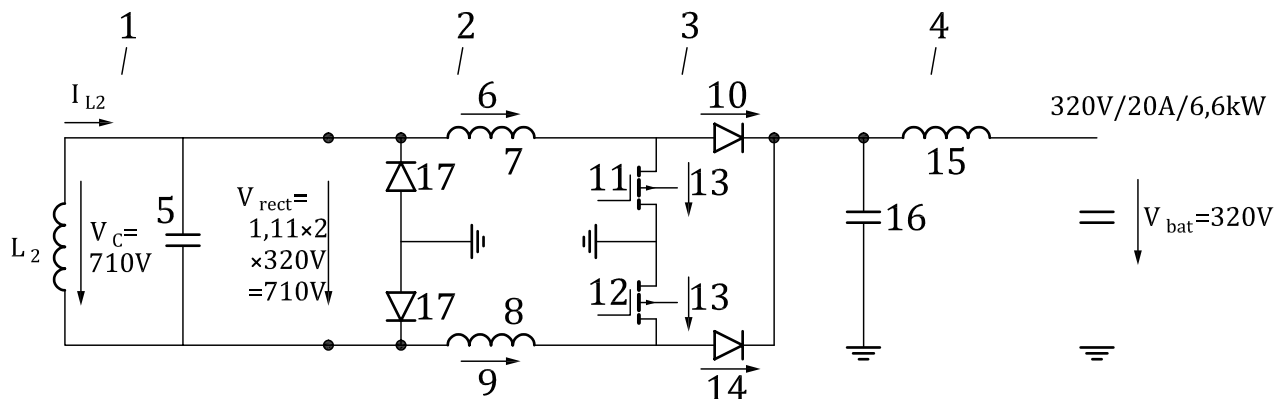 1
2
3
4
I L2
6
10
320V/20A/6,6kW
7
15
17
11
13
5
V rect=
1,11×2
×320V
=710V
V C=
710V
L 2
16
V bat=320V
12
13
17
8
9
14